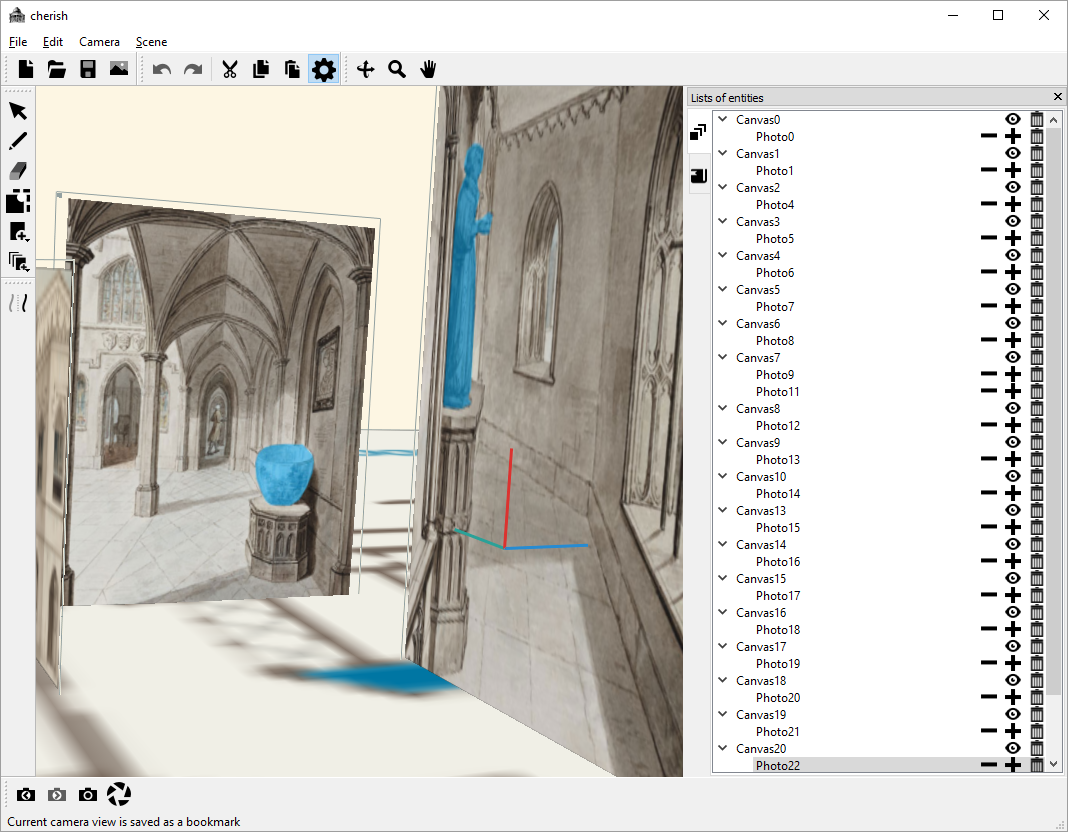 cherish
File Edit Camera Scene
Lists of entities
Canvas0
Photo0
Canvas1
Photo1
Canvas2
Photo4
Canvas3
Photo5
Canvas4
Photo6
Canvas5
Photo7
Canvas6
Photo8
Canvas7
Photo9
Photo11
Canvas8
Photo12
Canvas9
Photo13
Canvas10
Photo14
Canvas13
Photo15
Canvas14
Photo16
Canvas15
Photo17
Canvas16
Photo18
Canvas17
Photo19
Canvas18
Photo20
Canvas19
Photo21
Canvas20
Photo22
Current camera view is saved as a bookmark